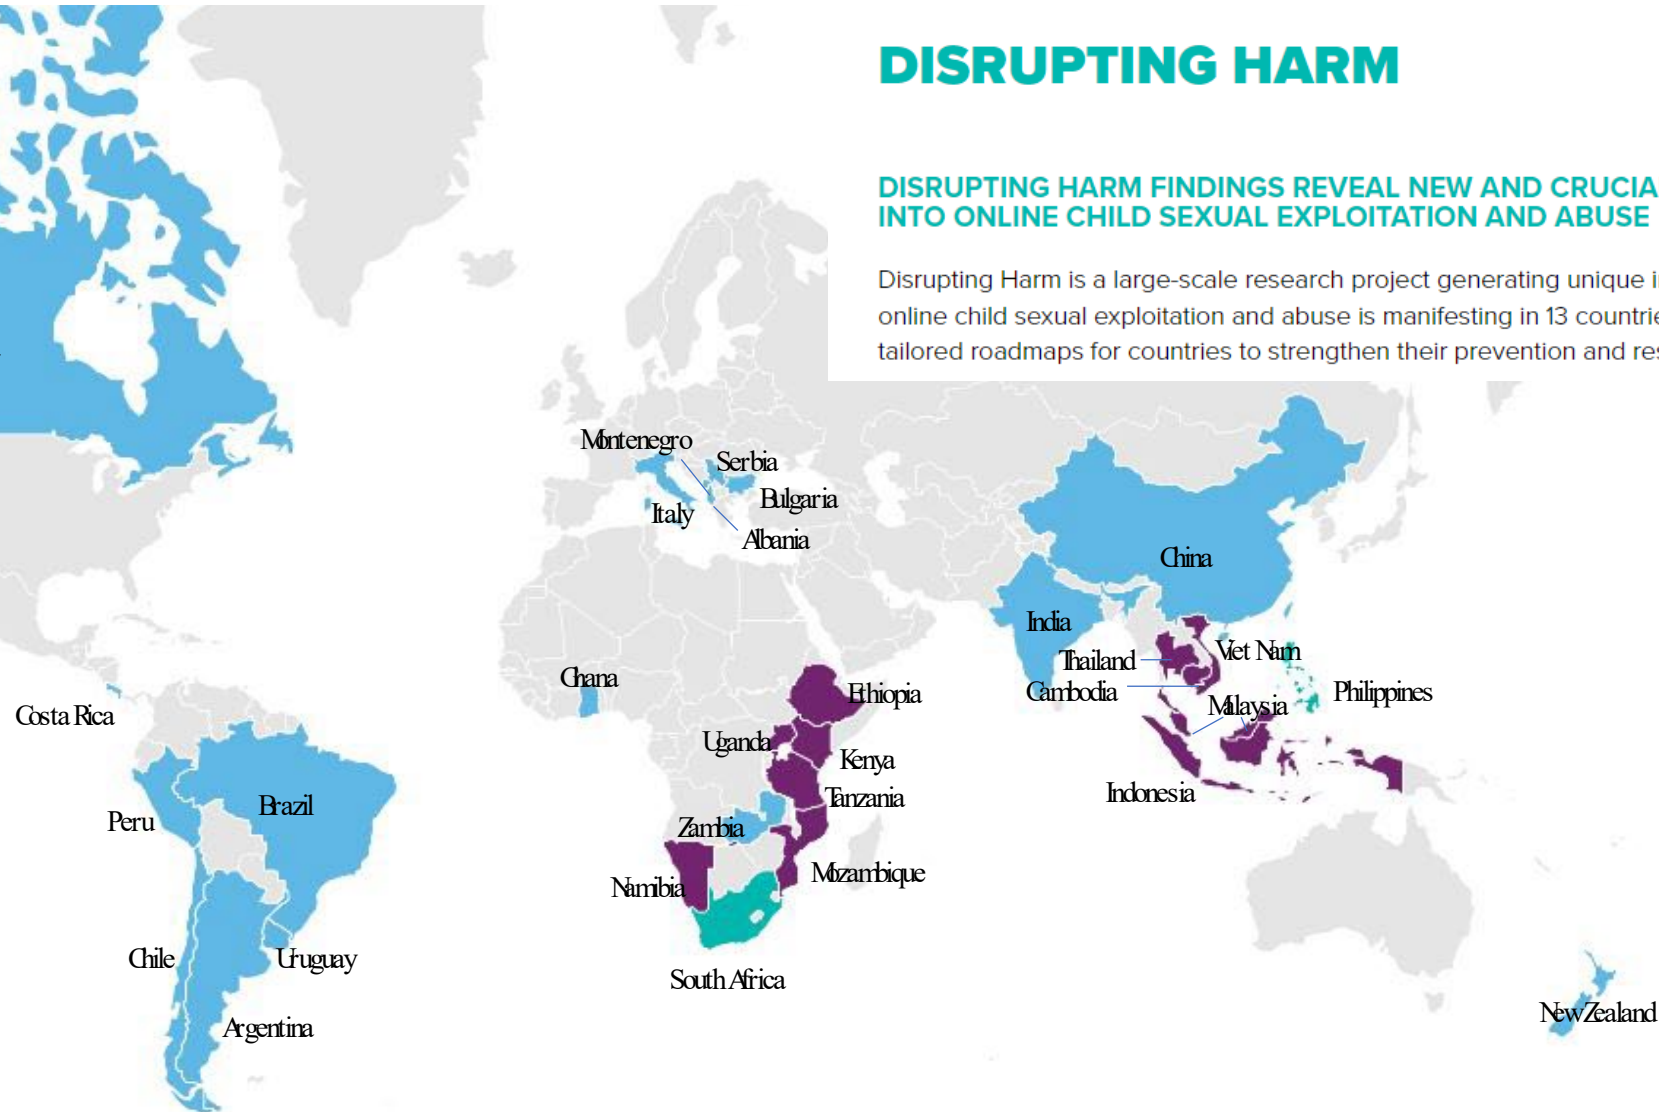 DISRUPTING HARM
DISRUPTING HARM FINDINGS REVEAL NEW AND CRUCIA
INTO ONLINE CHILD SEXUAL EXPLOITATION AND ABUSE
Disrupting Harm is a large-scale research project generating unique i
online child sexual exploitation and abuse is manifesting in 13 countrie
tailored roadmaps for countries to strengthen their prevention and res
Montenegro
Serbia
Bulgaria
Italy
Albania
China
India
Thailand
Viet Nam
Cambodia
Malaysia
Philippines
Indonesia
Ghana
Ethiopia
Costa Rica
Uganda
Kenya
Tanzania
Peru
Brazil
Zambia
Mozambique
Namibia
Chile
Uruguay
South Africa
Argentina
New Zealand